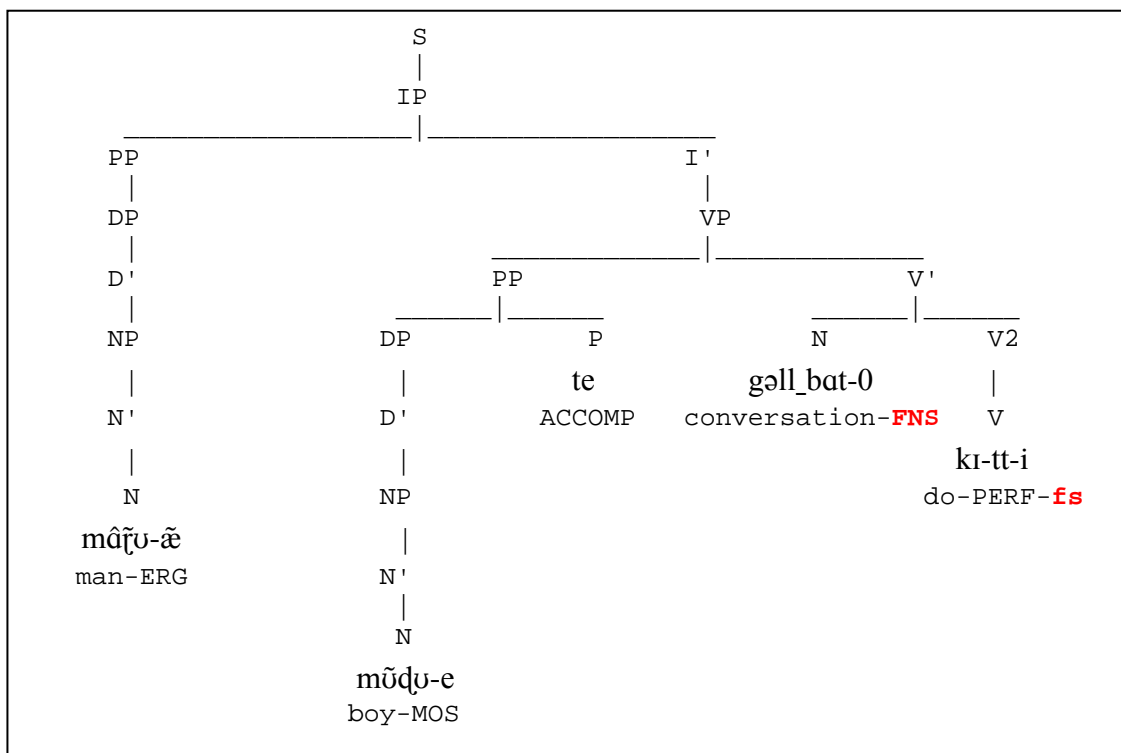 S
IP
PP I'
DP VP
D' PP V'
NP DP P N V2
te gəll_bɑt-0
N' D' ACCOMP conversation-FNS V
kɪ-tt-i
N NP do-PERF-fs
mɑ̂ɽ̃ʊ-æ̃
man-ERG N'
N
mʊ̃ɖʊ-e
boy-MOS